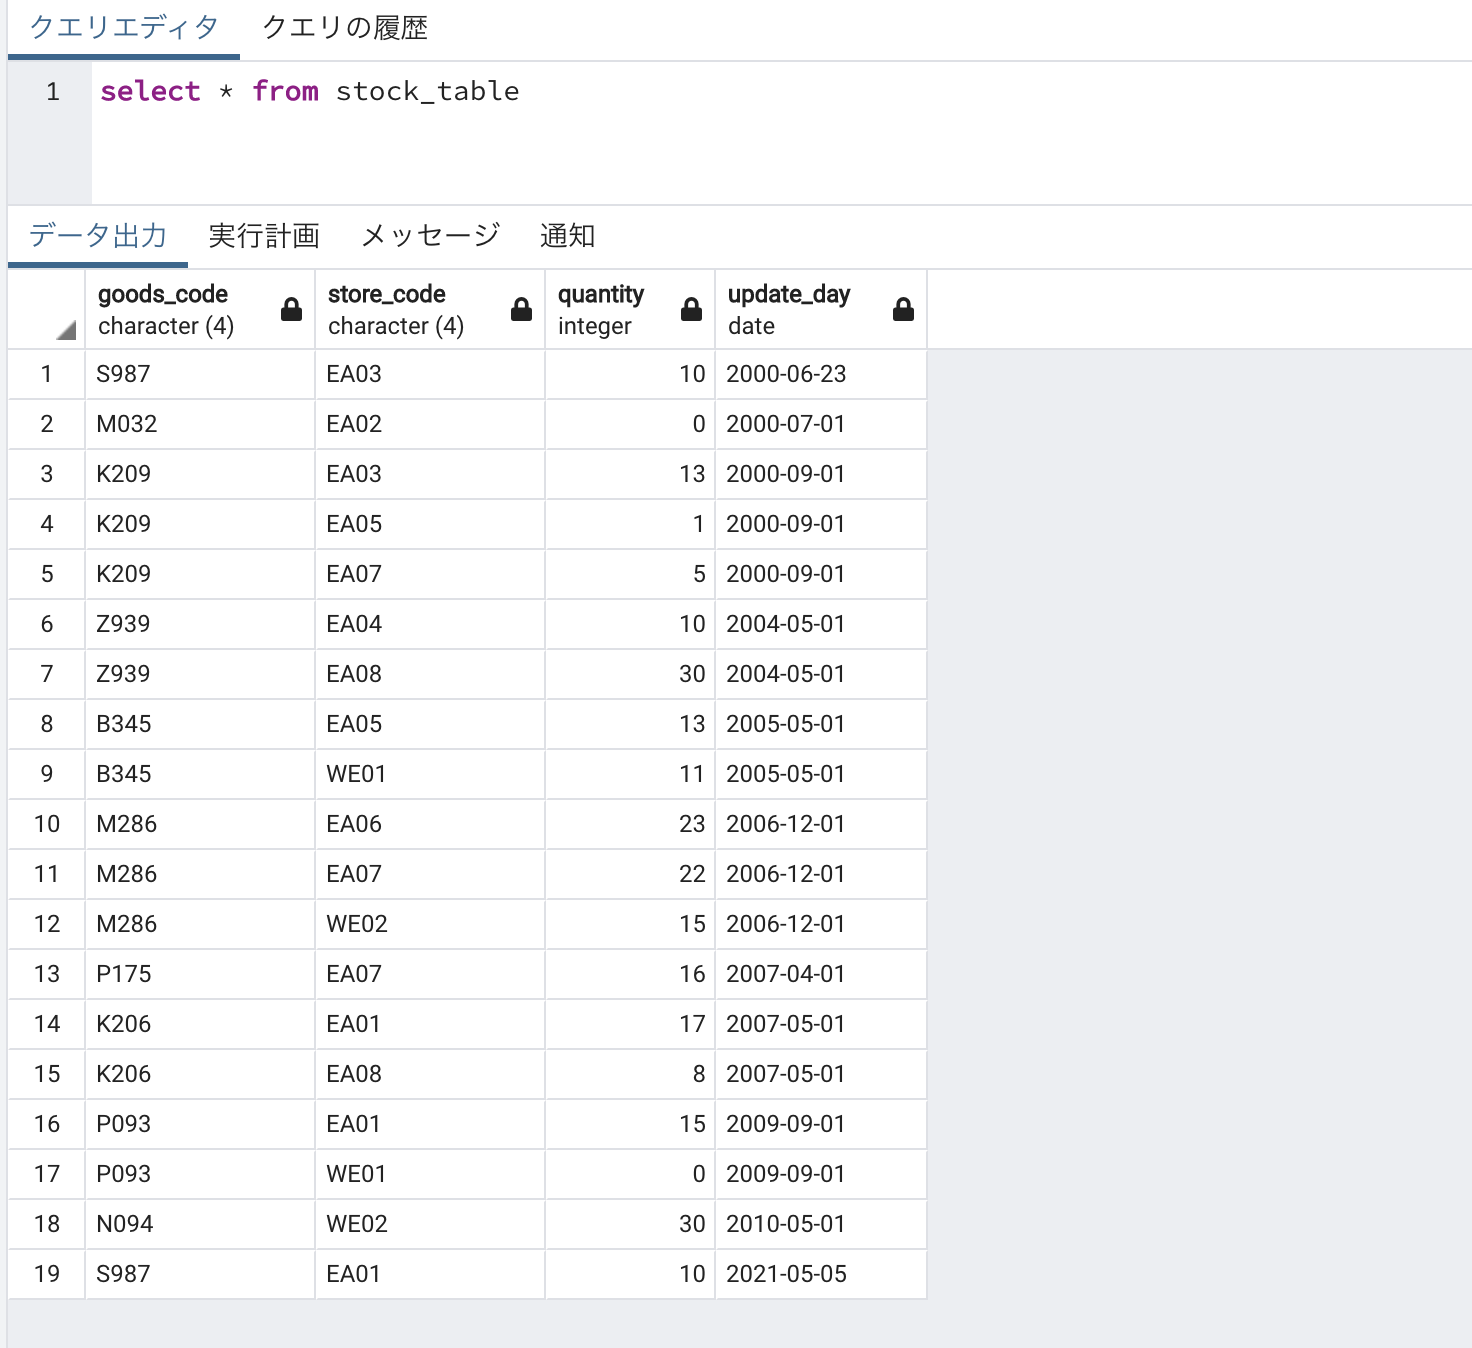 クエリエディタ クエリの履歴
1 select * from stock_table
データ出力 実行計画 メッセージ 通知
goods_code store_code quantity update_day
character (4) character (4) integer date
1 S987 EA03 10 2000-06-23
2 M032 EA02 0 2000-07-01
3 K209 EA03 13 2000-09-01
4 K209 EA05 1 2000-09-01
5 K209 EA07 5 2000-09-01
6 Z939 EA04 10 2004-05-01
7 Z939 EA08 30 2004-05-01
8 B345 EA05 13 2005-05-01
9 B345 WE01 11 2005-05-01
10 M286 EA06 23 2006-12-01
11 M286 EA07 22 2006-12-01
12 M286 WE02 15 2006-12-01
13 P175 EA07 16 2007-04-01
14 K206 EA01 17 2007-05-01
15 K206 EA08 8 2007-05-01
16 P093 EA01 15 2009-09-01
17 P093 WE01 0 2009-09-01
18 N094 WE02 30 2010-05-01
19 S987 EA01 10 2021-05-05